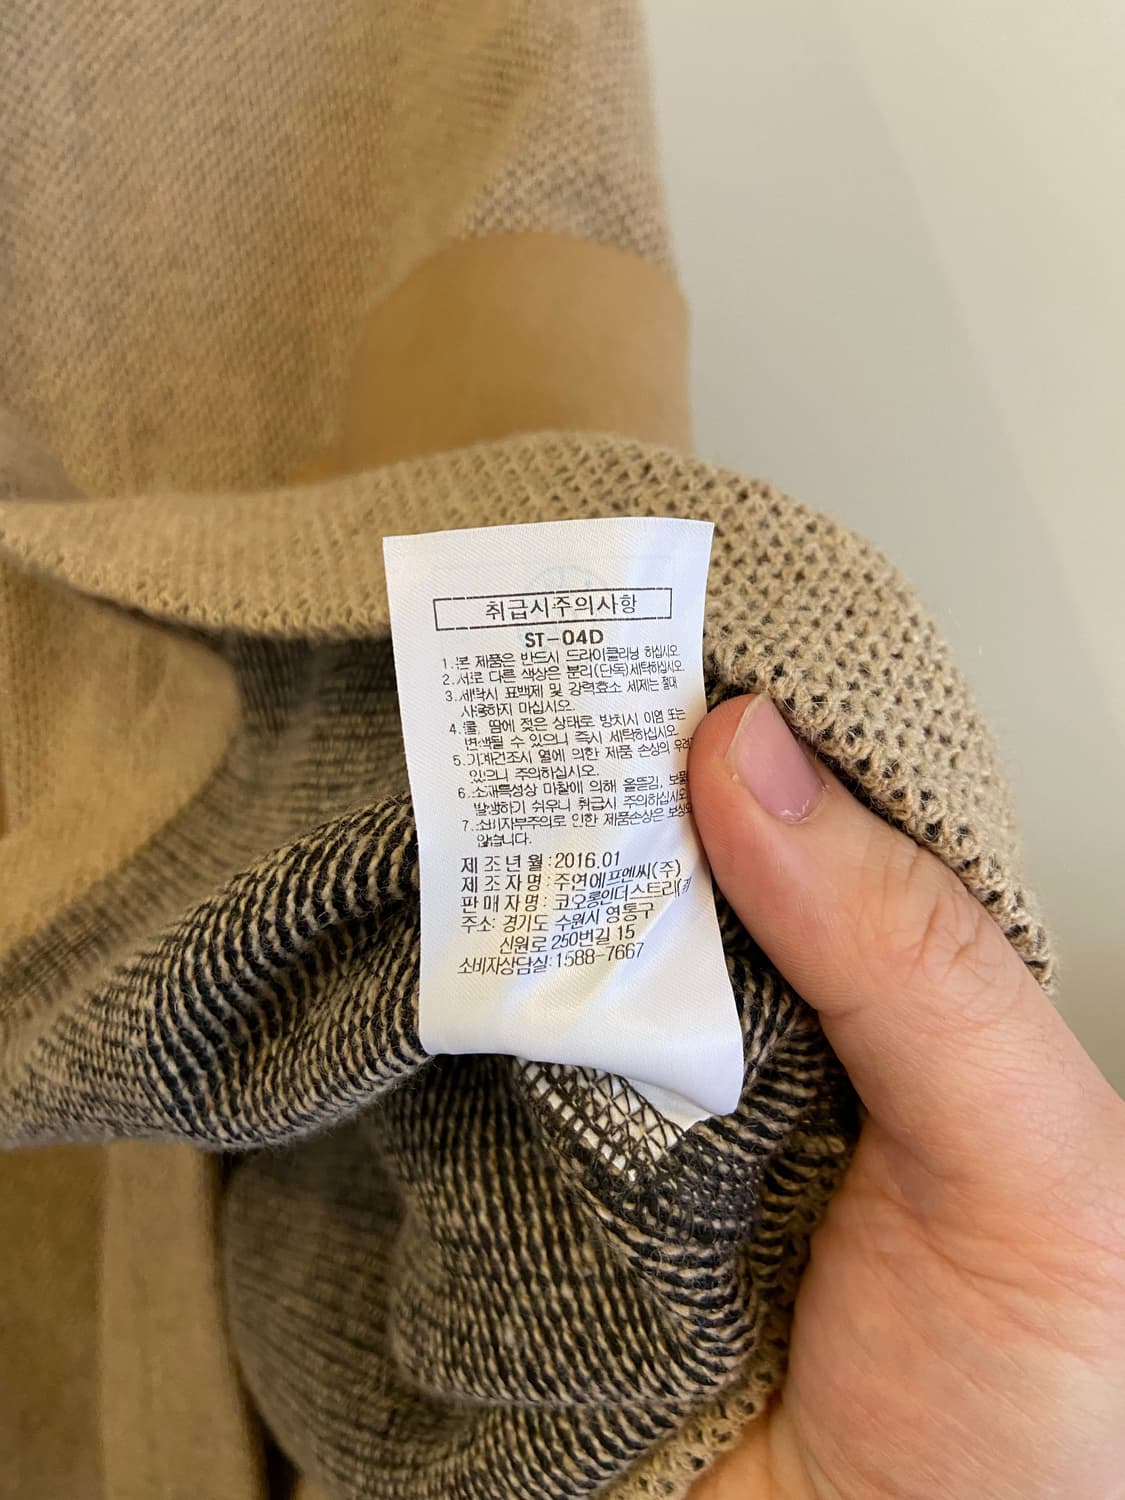 취급시주의사항
ST-04D
1.본 제품은 반드시 드라이클리닝 하십시오.
2.서로 다른 색상은 분리(단독)세탁하십시오.
3.세탁시 표백제 및 강력효소 세제는 절대
사용하지 마십시오.
4.물, 땀에 젖은 상태로 방치시 이염 또는
변색될 수 있으니 즉시 세탁하십시오.
5.기계건조시 열에 의한 제품 손상의
있으니 주의하십시오.
6.소재특성상 마찰에 의해 올뜯김,
발생하기 쉬우니 취급시 주의하십시오
7.소비자부주의로 인한 제품손상은
않습니다.
제 조 년 월 :2016.01
제 조 자 명 : 주연에프엔씨(주)
판 매 자 명 : 코오롱인더스트리(주
주소: 경기도 수원시 영통구
신원로 250번길 15
소비자상담실:1588-7667